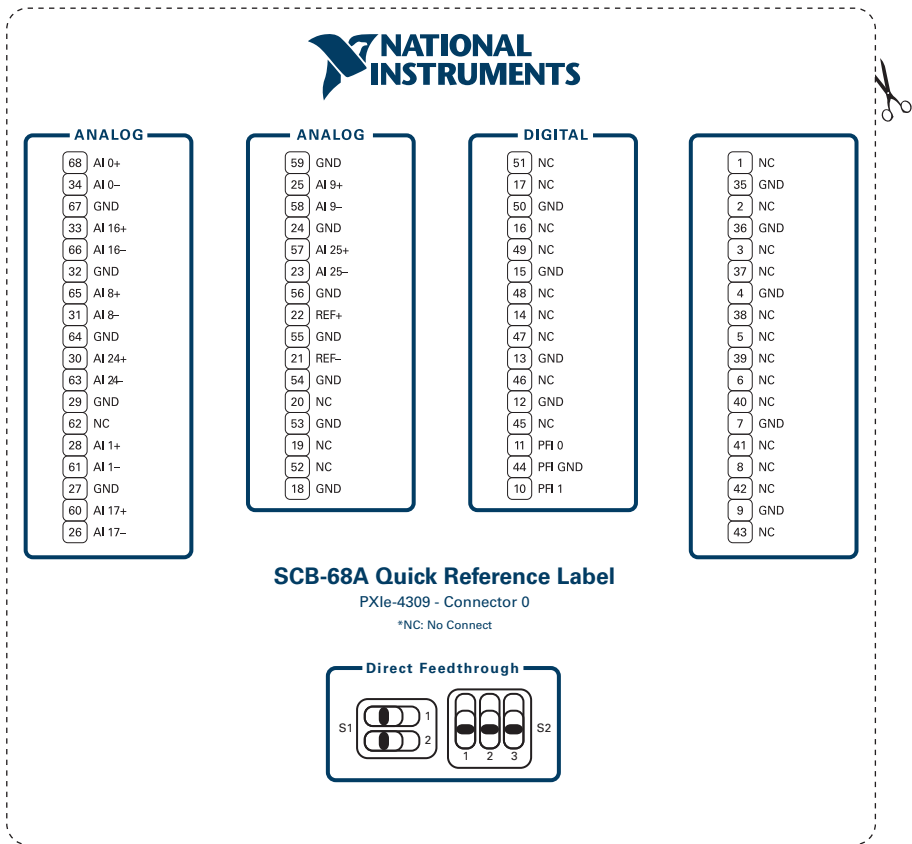 NATIONAL
INSTRUMENTS
ANALOG
68 AI 0+
34 AI 0–
67 GND
33 AI 16+
66 AI 16–
32 GND
65 AI 8+
31 AI 8–
64 GND
30 AI 24+
63 AI 24–
29 GND
62 NC
28 AI 1+
61 AI 1–
27 GND
60 AI 17+
26 AI 17–
ANALOG
59 GND
25 AI 9+
58 AI 9–
24 GND
57 AI 25+
23 AI 25–
56 GND
22 REF+
55 GND
21 REF–
54 GND
20 NC
53 GND
19 NC
52 NC
18 GND
DIGITAL
51 NC
17 NC
50 GND
16 NC
49 NC
15 GND
48 NC
14 NC
47 NC
13 GND
46 NC
12 GND
45 NC
11 PFI 0
44 PFI GND
10 PFI 1
1 NC
35 GND
2 NC
36 GND
3 NC
37 NC
4 GND
38 NC
5 NC
39 NC
6 NC
40 NC
7 GND
41 NC
8 NC
42 NC
9 GND
43 NC
SCB-68A Quick Reference Label
PXIe-4309 - Connector 0
*NC: No Connect
Direct Feedthrough
S1
1
2
S2
1 2 3